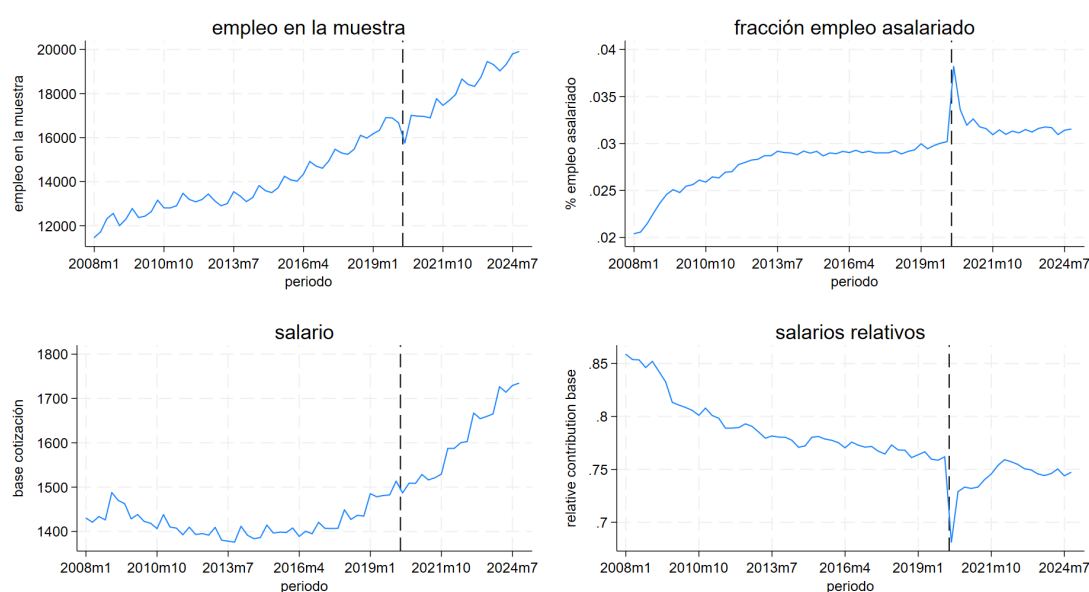 empleo en la muestra
empleo en la muestra
20000
18000
16000
14000
12000
2008m1 2010m10 2013m7 2016m4 2019m1 2021m10 2024m7
periodo
fracción empleo asalariado
% empleo asalariado
.04
.035
.03
.025
.02
2008m1 2010m10 2013m7 2016m4 2019m1 2021m10 2024m7
periodo
salario
base cotización
1800
1700
1600
1500
1400
2008m1 2010m10 2013m7 2016m4 2019m1 2021m10 2024m7
periodo
salarios relativos
relative contribution base
.85
.8
.75
.7
2008m1 2010m10 2013m7 2016m4 2019m1 2021m10 2024m7
periodo